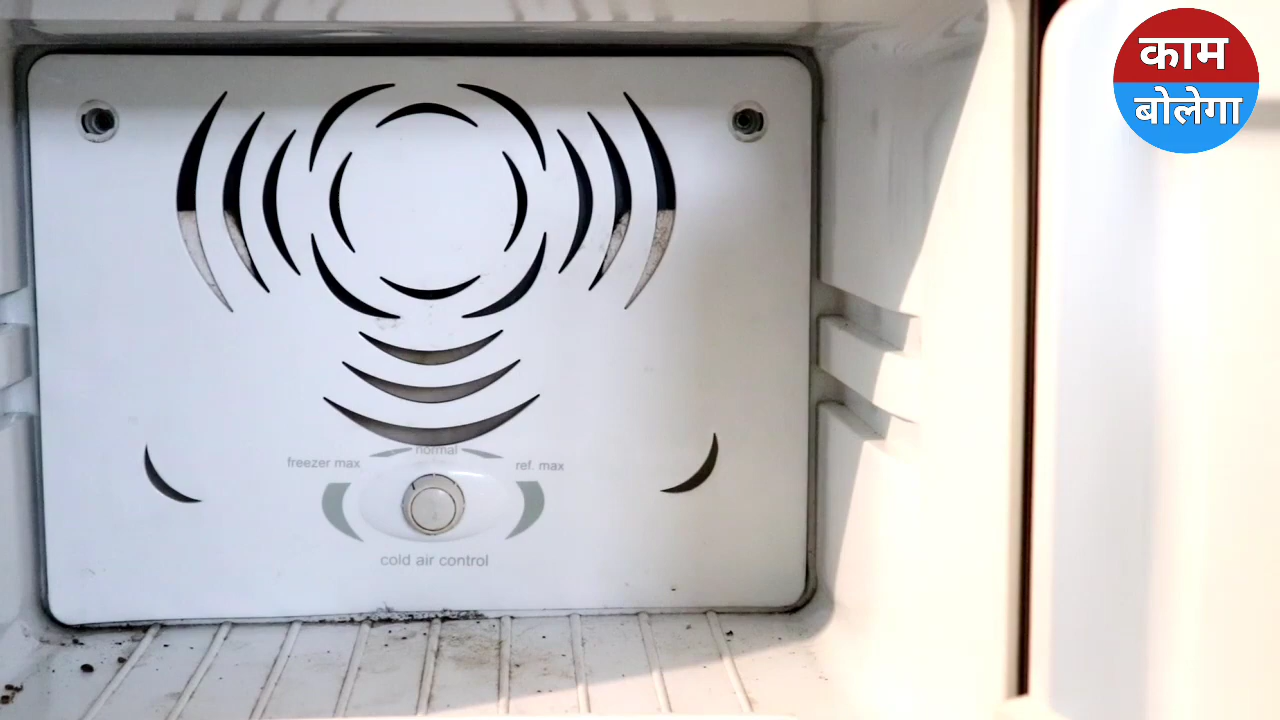 काम
बोलेगा
normal
freezer max
ref. max
cold air control